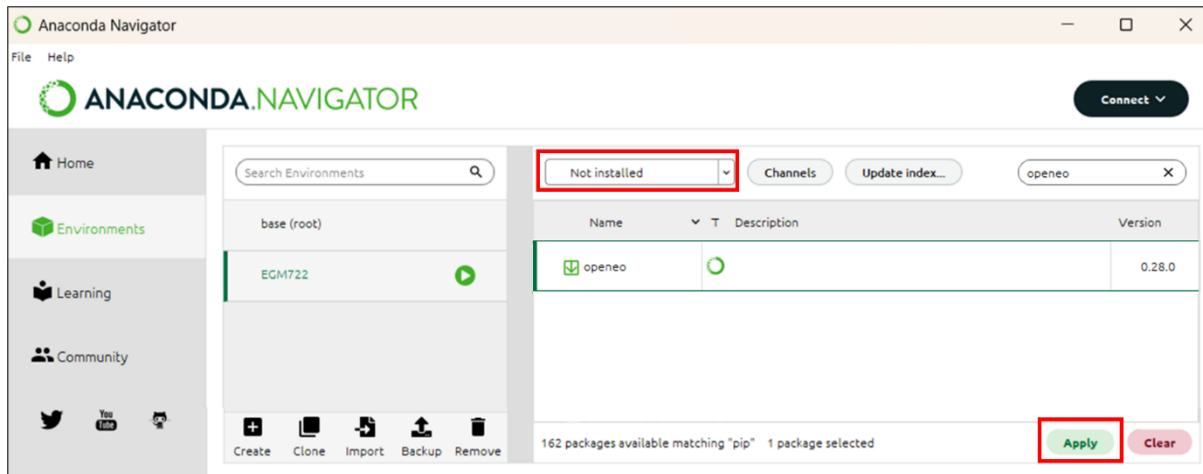 Anaconda Navigator
File Help
ANACONDA.NAVIGATOR
Connect
Home
Environments
Learning
Community
You Tube
Search Environments
base (root)
EGM722
Create Clone Import Backup Remove
Not installed Channels Update index... openeo
Name T Description Version
openeo 0.28.0
162 packages available matching "pip" 1 package selected
Apply Clear